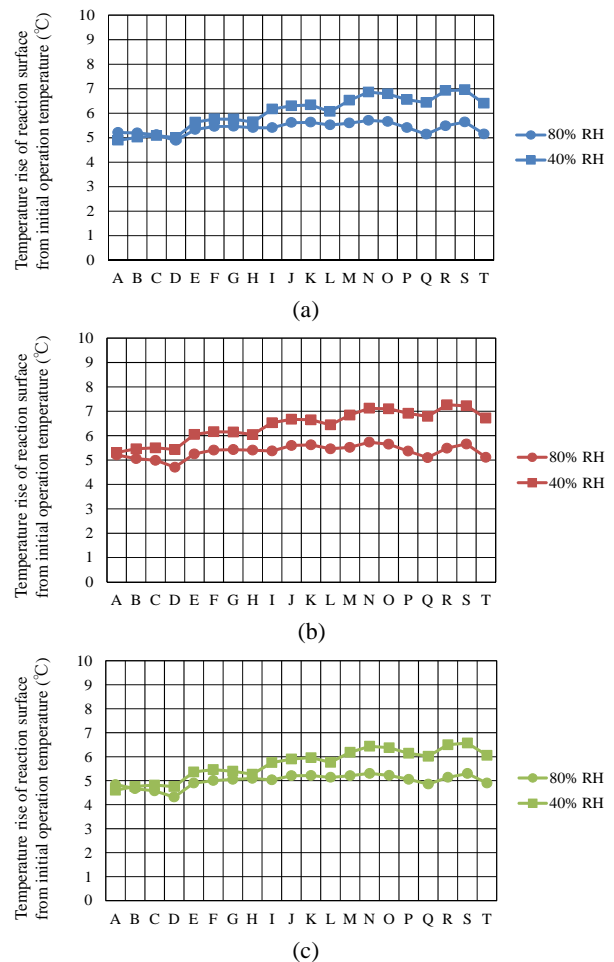 Temperature rise of reaction surface
from initial operation temperature (℃)
10
9
8
7
6
5
4
3
2
1
0
A B C D E F G H I J K L M N O P Q R S T
80% RH
40% RH
(a)
Temperature rise of reaction surface
from initial operation temperature (℃)
10
9
8
7
6
5
4
3
2
1
0
A B C D E F G H I J K L M N O P Q R S T
80% RH
40% RH
(b)
Temperature rise of reaction surface
from initial operation temperature (℃)
10
9
8
7
6
5
4
3
2
1
0
A B C D E F G H I J K L M N O P Q R S T
80% RH
40% RH
(c)